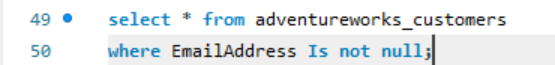 49 select * from adventureworks_customers
50 where EmailAddress Is not null;